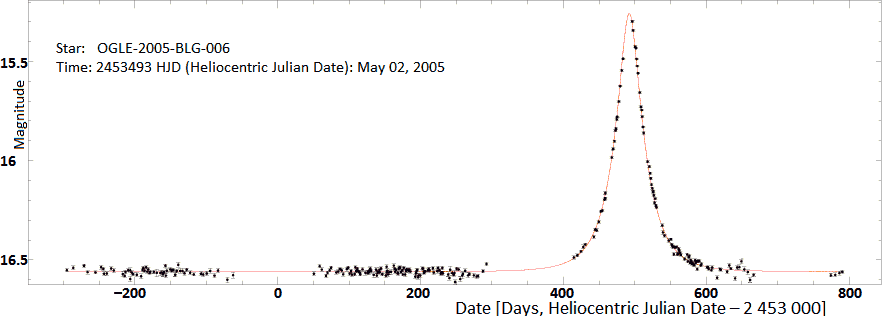 15.5
16
16.5
Magnitude
Star: OGLE-2005-BLG-006
Time: 2453493 HJD (Heliocentric Julian Date): May 02, 2005
−200 0 200 400 600 800
Date [Days, Heliocentric Julian Date – 2 453 000]